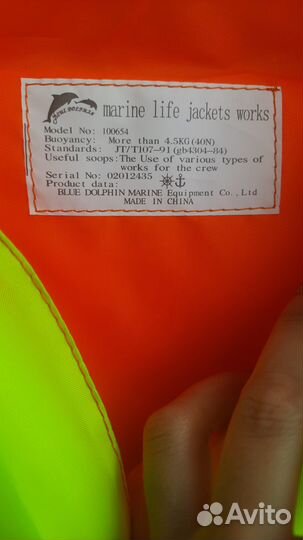 BLUE DOLPHIN
marine life jackets works
Model No: 100654
Buoyancy: More than 4.5KG(40N)
Standards: JT/T107-91(gb4304-84)
Useful soops:The Use of various types of
works for the crew
Serial No: 02012435
Product data:
BLUE DOLPHIN MARINE Equipment Co., Ltd
MADE IN CHINA
Avito